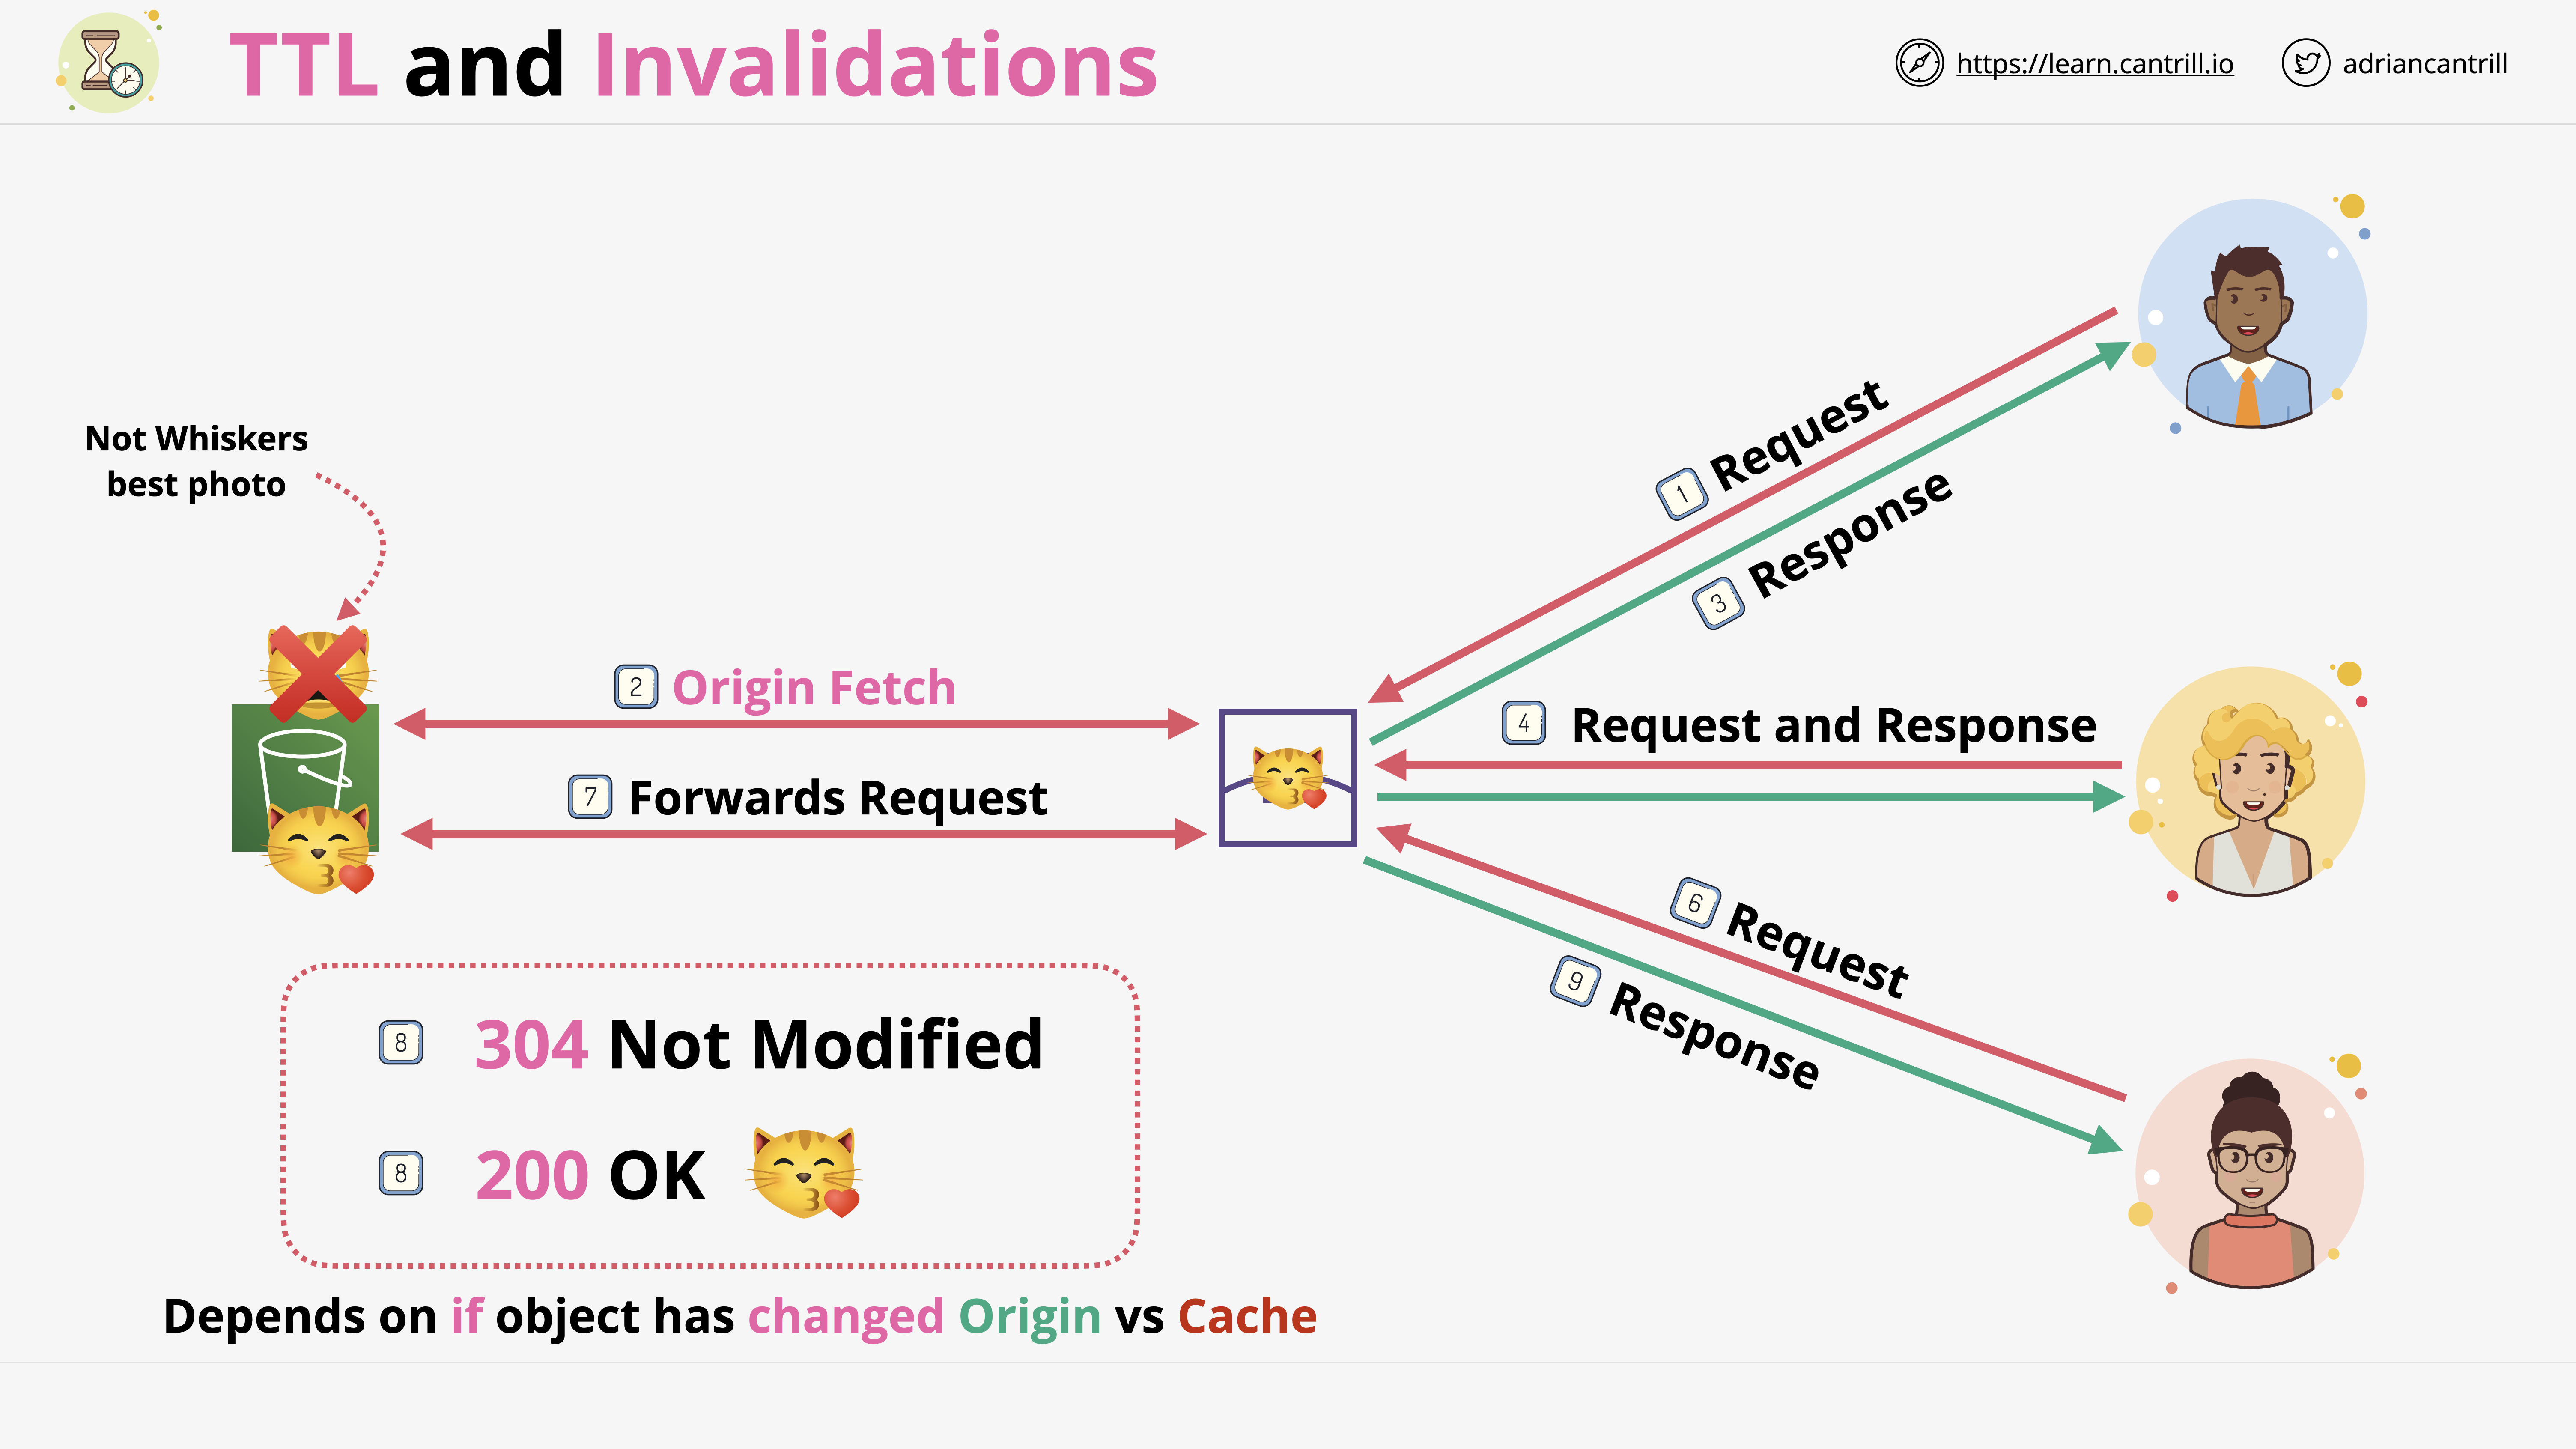 TTL and Invalidations
https://learn.cantrill.io
adriancantrill
Not Whiskers
best photo
1 Request
3 Response
2 Origin Fetch
4 Request and Response
7 Forwards Request
6 Request
9 Response
8 304 Not Modified
8 200 OK
Depends on if object has changed Origin vs Cache